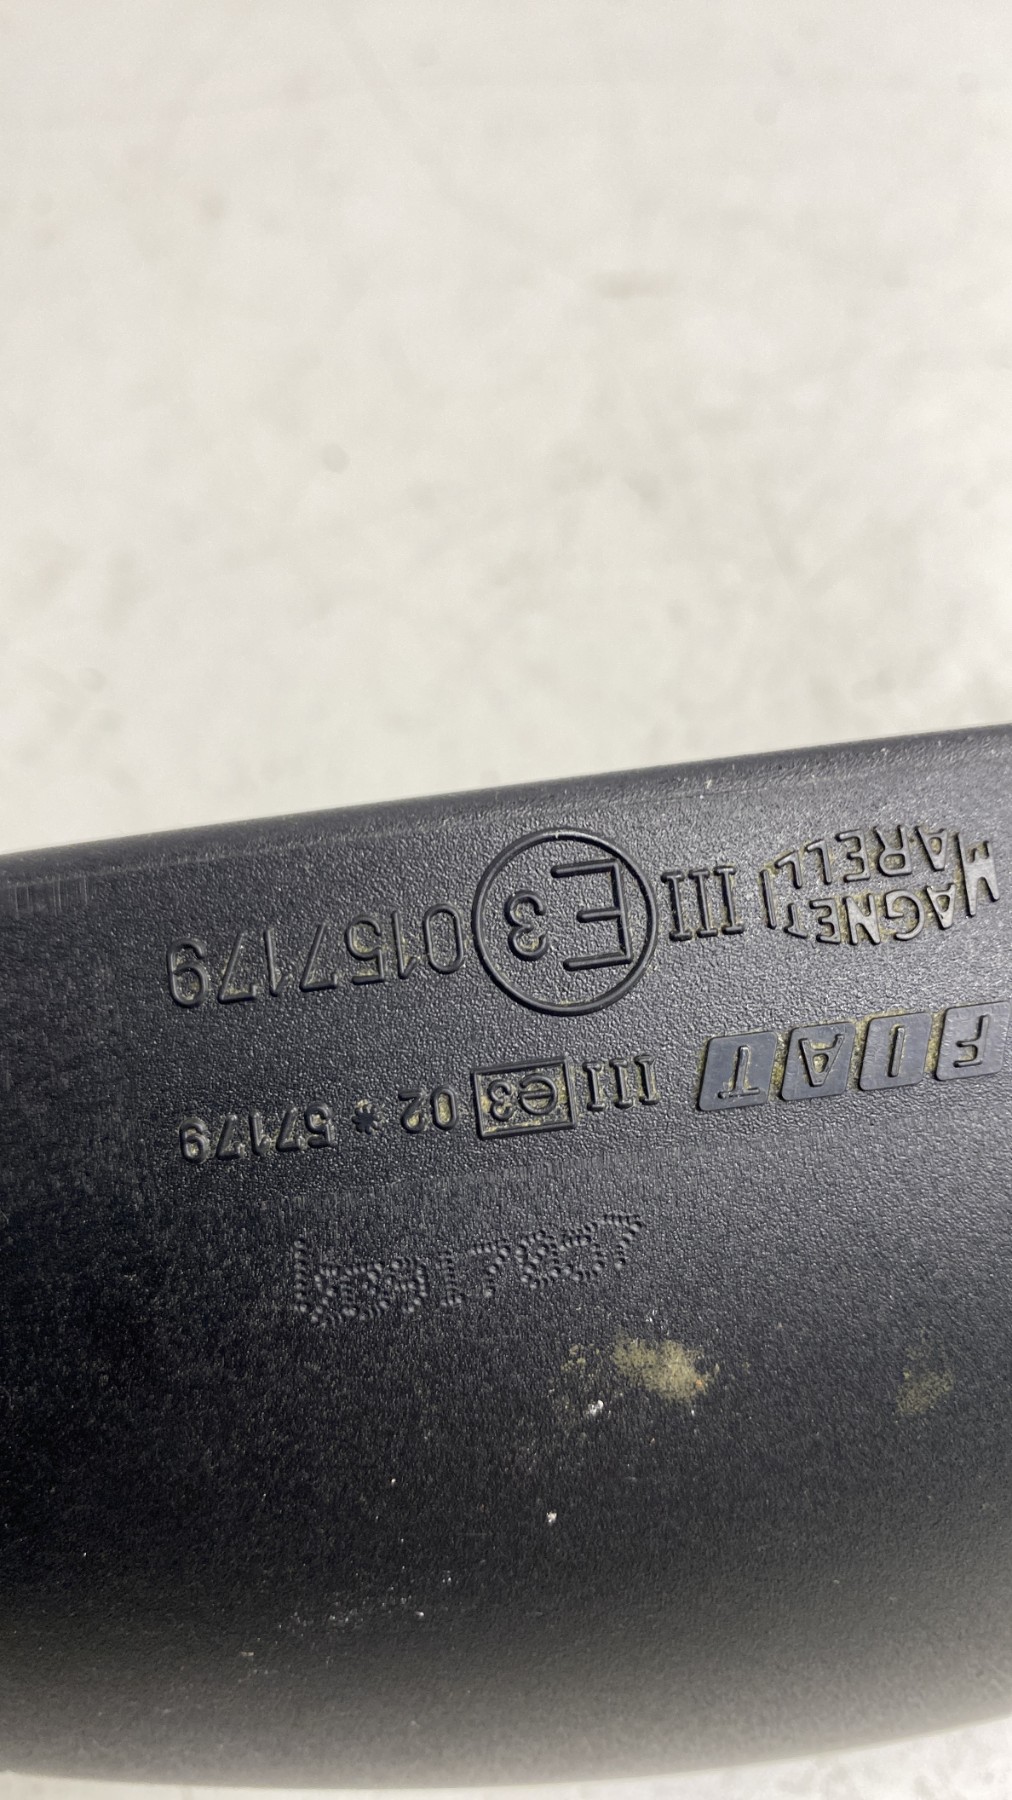 FIAT III e3 02 * 57179
MAGNETI
MARELLI III E3 0157179